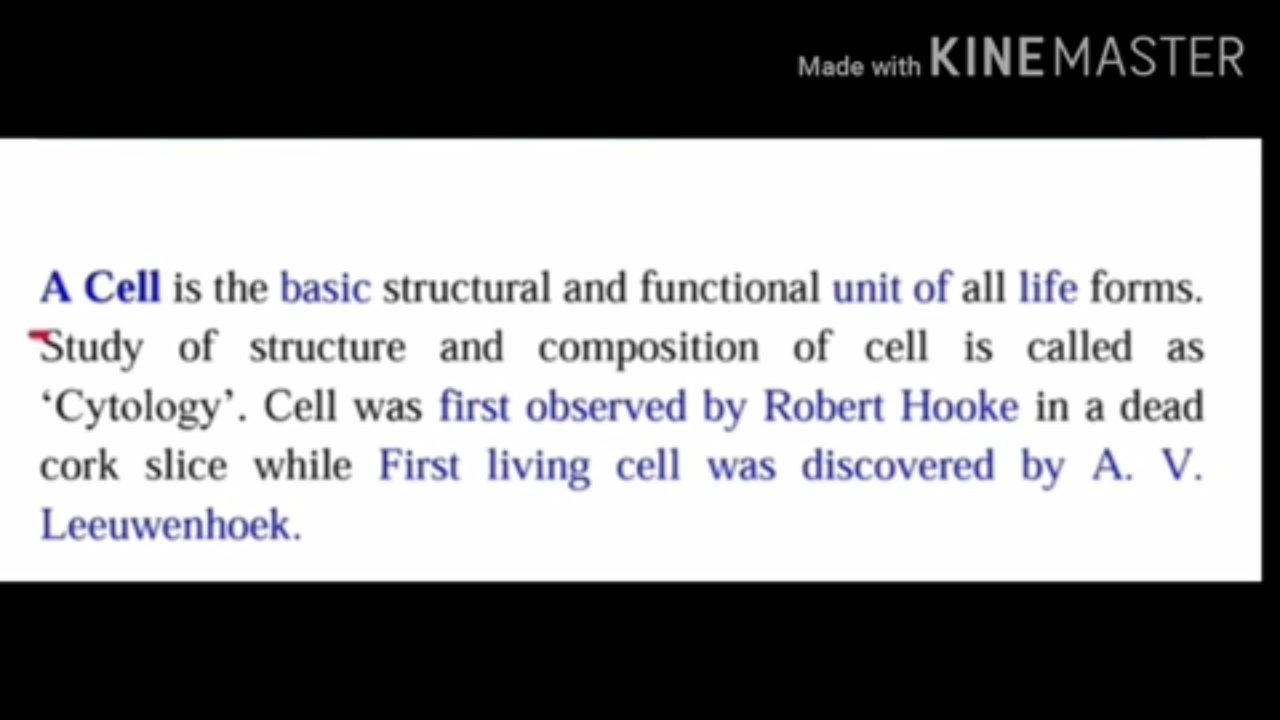 Made with KINEMASTER
A Cell is the basic structural and functional unit of all life forms.
Study of structure and composition of cell is called as
‘Cytology’. Cell was first observed by Robert Hooke in a dead
cork slice while First living cell was discovered by A. V.
Leeuwenhoek.